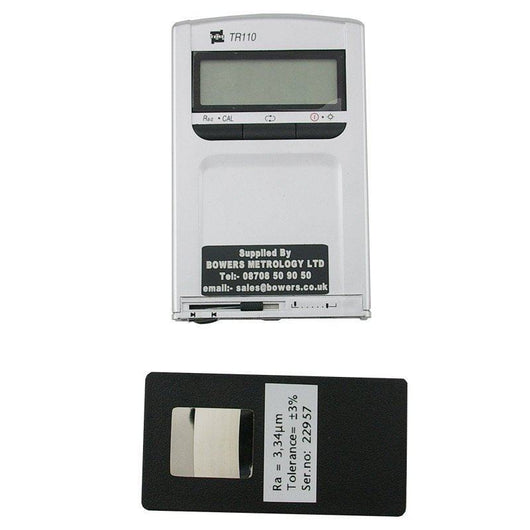 TR110
Raz • CAL
Supplied By
BOWERS METROLOGY LTD
Tel:- 08708 50 90 50
email:- sales@bowers.co.uk
Ra = 3,34µm
Tolerance= ±3%
Ser.no: 22957